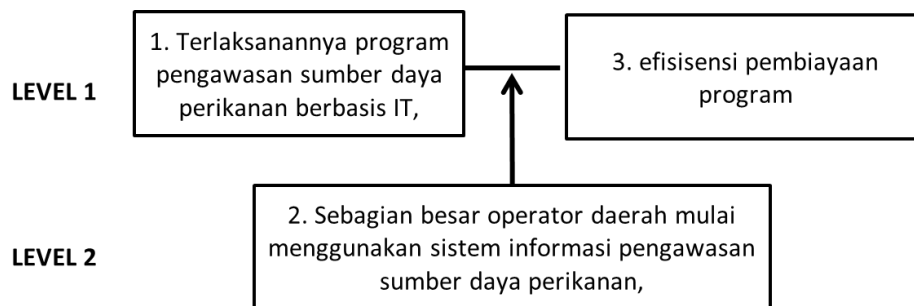 LEVEL 1
1. Terlaksanannya program
pengawasan sumber daya
perikanan berbasis IT,
3. efisisensi pembiayaan
program
LEVEL 2
2. Sebagian besar operator daerah mulai
menggunakan sistem informasi pengawasan
sumber daya perikanan,